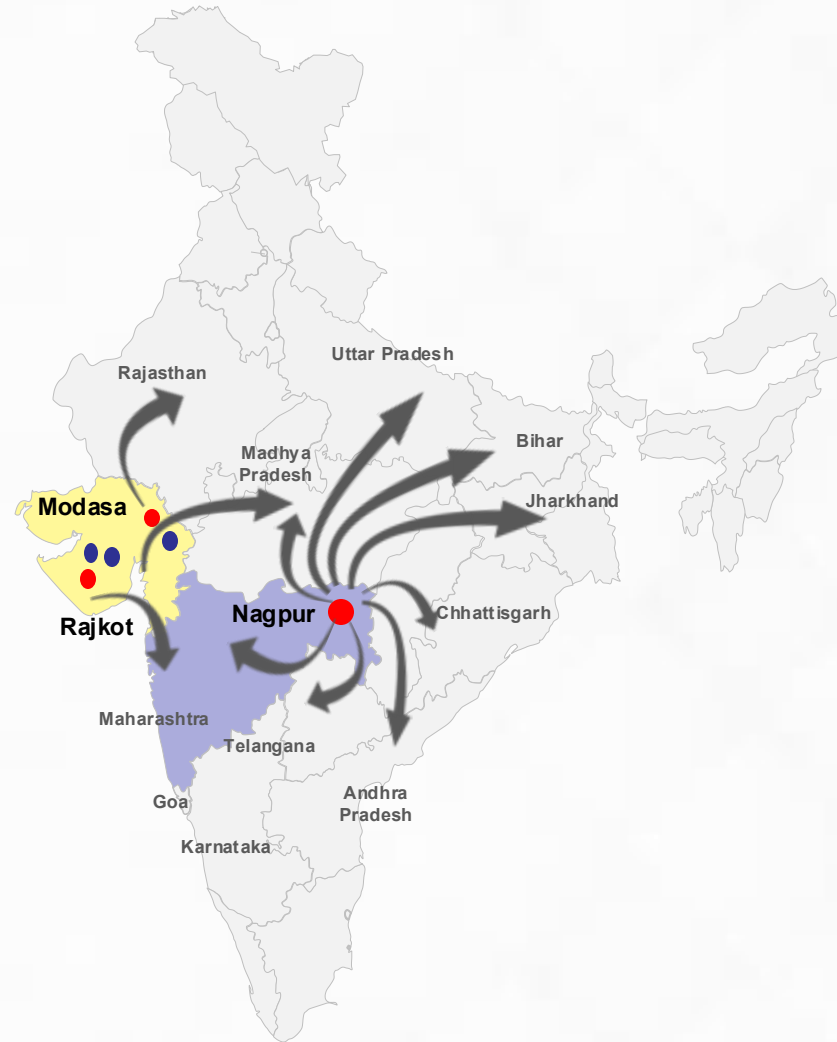 Uttar Pradesh
Rajasthan
Bihar
Madhya
Pradesh
Jharkhand
Modasa
Nagpur
Chhattisgarh
Rajkot
Maharashtra
Telangana
Goa
Andhra
Pradesh
Karnataka